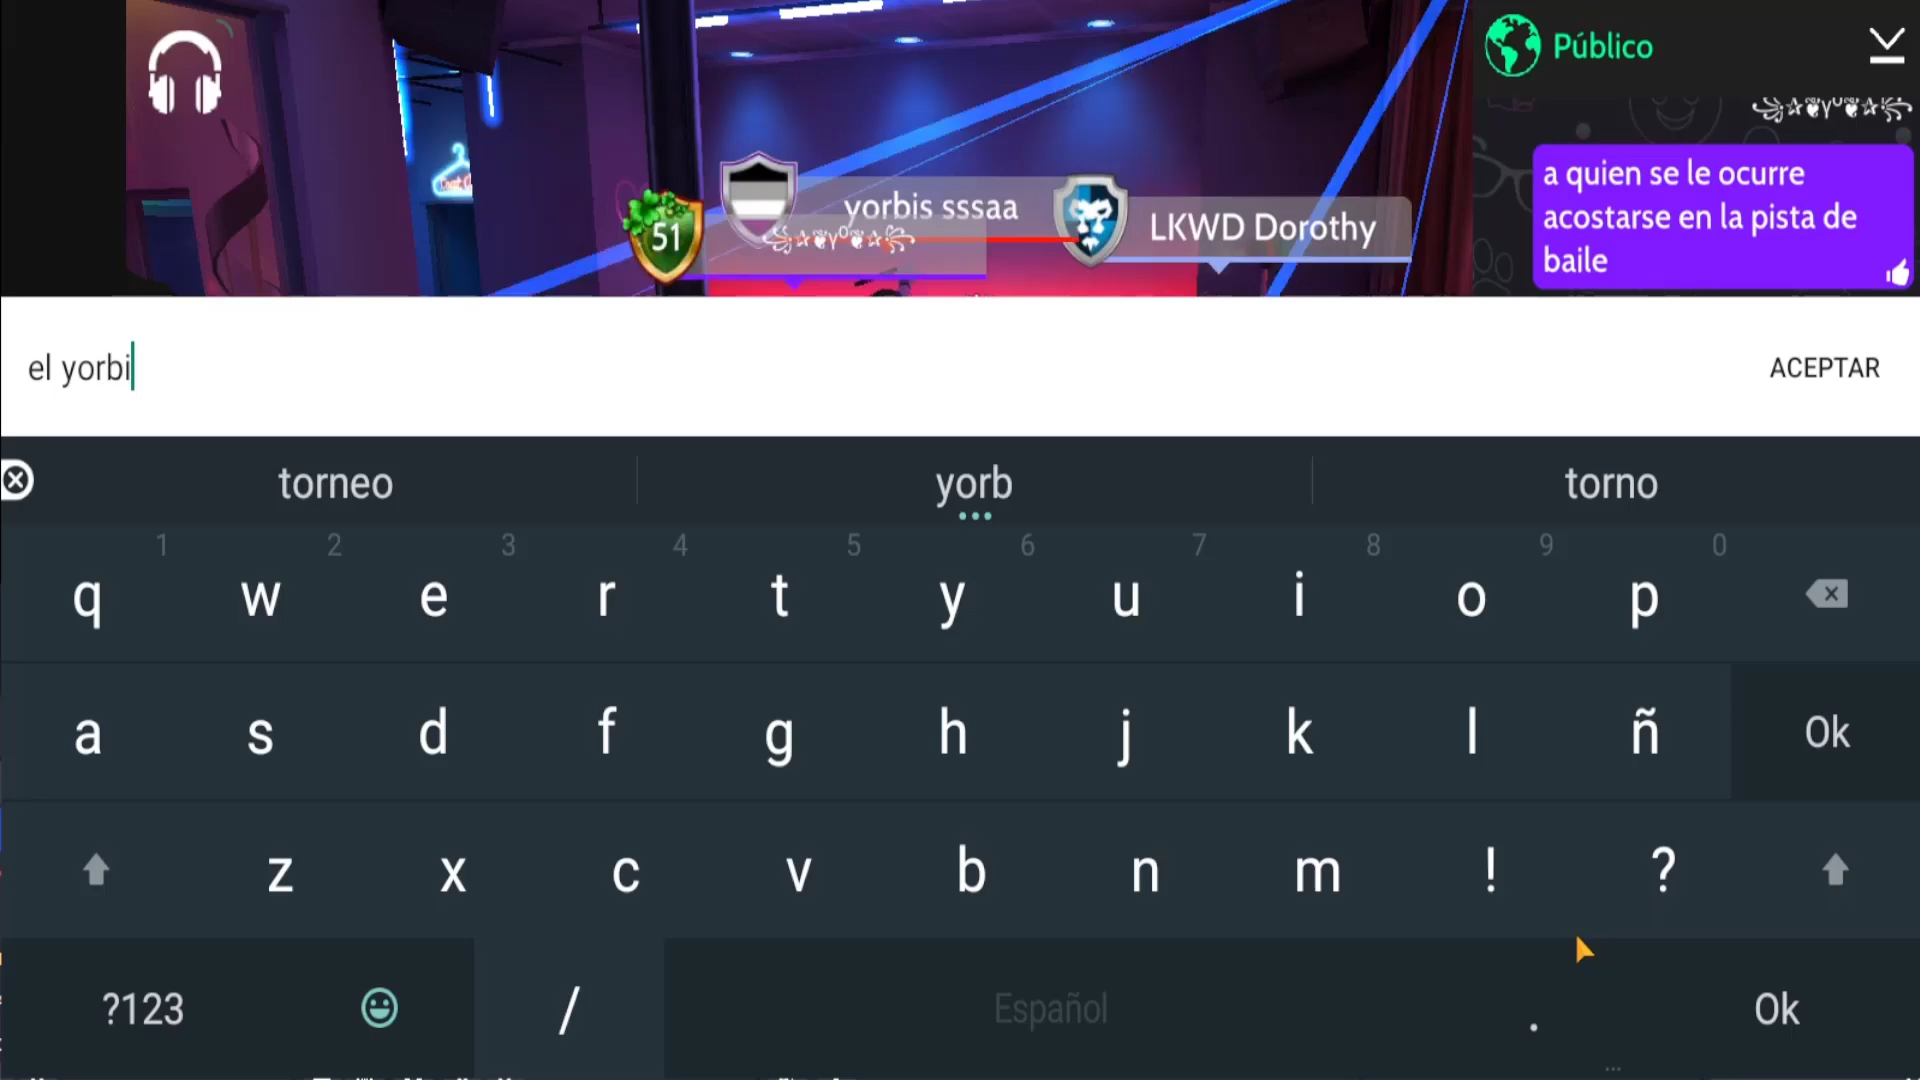 Público
a quien se le ocurre
acostarse en la pista de
baile
51
yorbis sssaa
LKWD Dorothy
el yorbi
ACEPTAR
torneo
yorb
torno
1 2 3 4 5 6 7 8 9 0
q w e r t y u i o p
a s d f g h j k l ñ Ok
z x c v b n m ! ?
?123 / Español . Ok